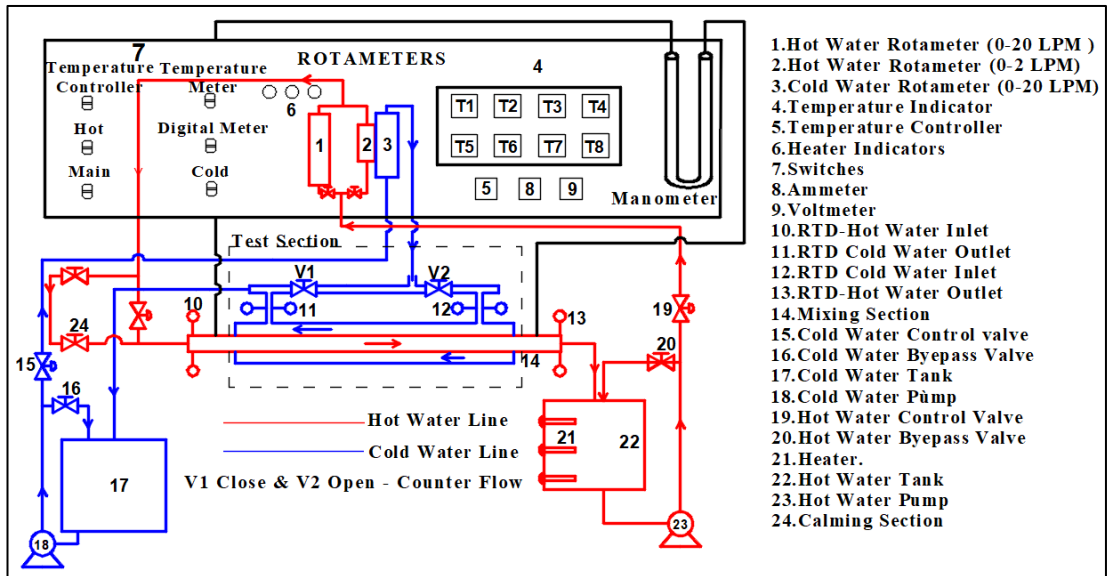 7
Temperature
Controller
Temperature
Meter
ROTAMETERS
4
6
Hot
Digital Meter
Main
Cold
1
2
3
T1 T2 T3 T4
T5 T6 T7 T8
5 8 9
Manometer
Test Section
V1
V2
10
11
12
13
14
15
24
16
17
18
19
20
21
22
23
Hot Water Line
Cold Water Line
V1 Close & V2 Open - Counter Flow
1.Hot Water Rotameter (0-20 LPM )
2.Hot Water Rotameter (0-2 LPM)
3.Cold Water Rotameter (0-20 LPM)
4.Temperature Indicator
5.Temperature Controller
6.Heater Indicators
7.Switches
8.Ammeter
9.Voltmeter
10.RTD-Hot Water Inlet
11.RTD Cold Water Outlet
12.RTD Cold Water Inlet
13.RTD-Hot Water Outlet
14.Mixing Section
15.Cold Water Control valve
16.Cold Water Byepass Valve
17.Cold Water Tank
18.Cold Water Pump
19.Hot Water Control Valve
20.Hot Water Byepass Valve
21.Heater.
22.Hot Water Tank
23.Hot Water Pump
24.Calming Section